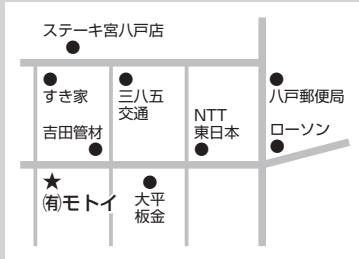 ステーキ宮八戸店
すき家
三八五
交通
八戸郵便局
吉田管材
NTT
東日本
ローソン
㈲モトイ
大平
板金